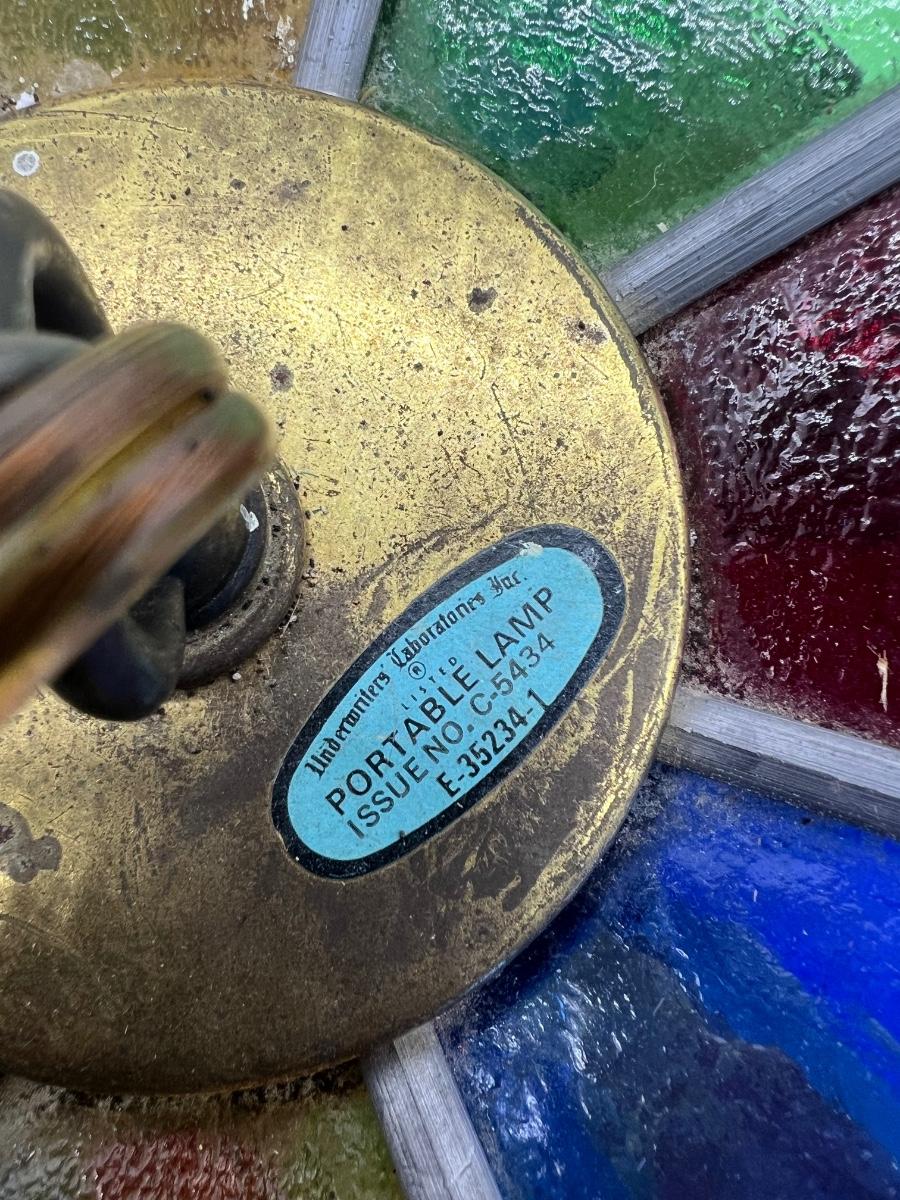 Underwriters' Laboratories Inc.
®
LISTED
PORTABLE LAMP
ISSUE NO. C-5434
E-35234-1